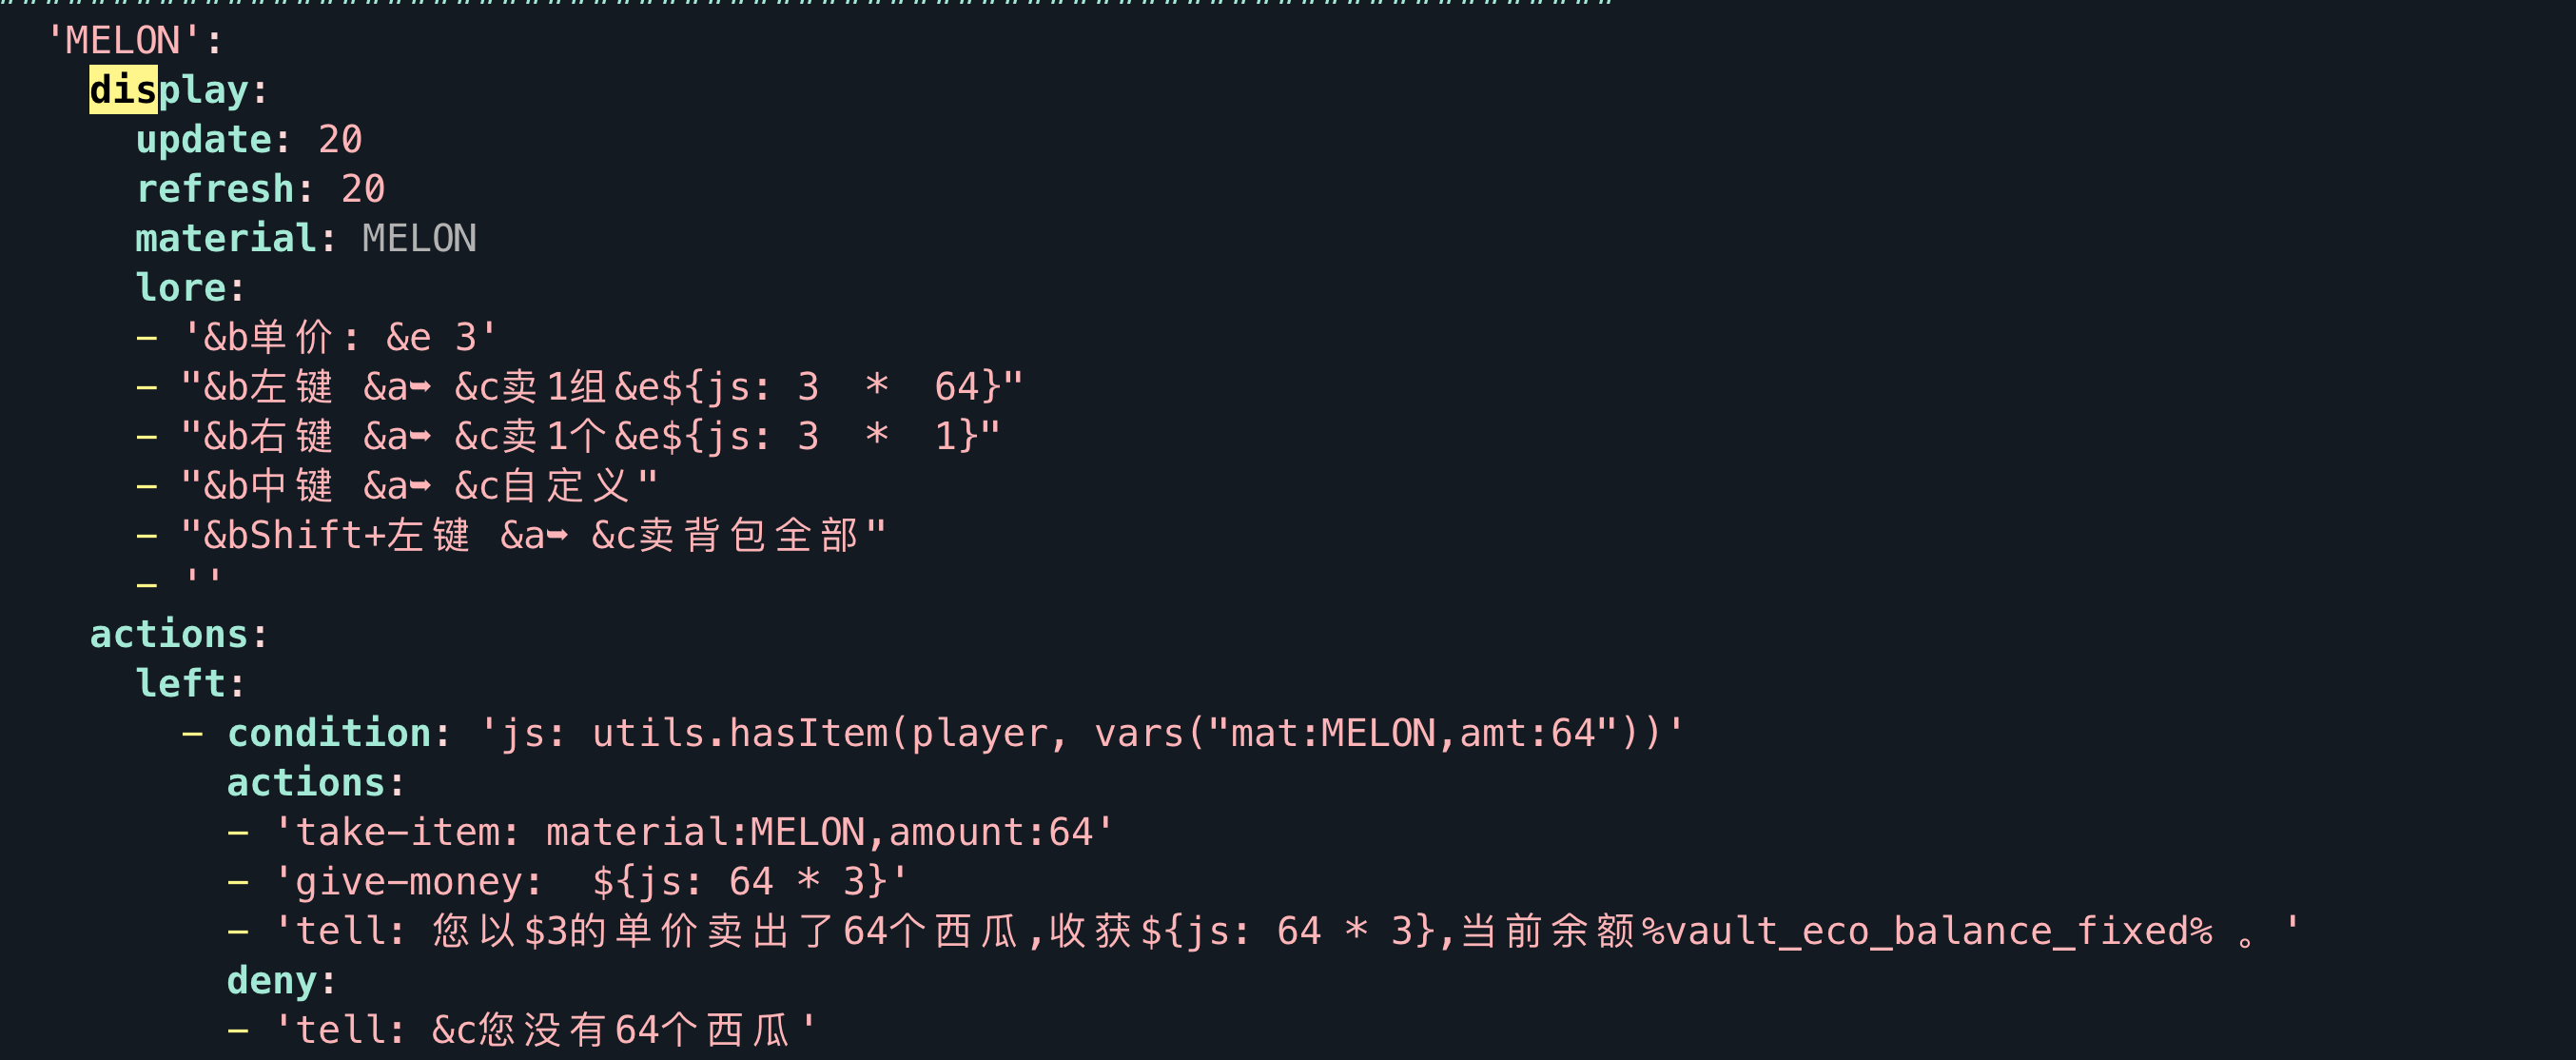 'MELON':
display:
update: 20
refresh: 20
material: MELON
lore:
- '&b单价: &e 3'
- "&b左键 &a➥ &c卖1组&e${js: 3  *  64}"
- "&b右键 &a➥ &c卖1个&e${js: 3  *  1}"
- "&b中键 &a➥ &c自定义"
- "&bShift+左键 &a➥ &c卖背包全部"
- ''
actions:
left:
- condition: 'js: utils.hasItem(player, vars("mat:MELON,amt:64"))'
actions:
- 'take-item: material:MELON,amount:64'
- 'give-money:  ${js: 64 * 3}'
- 'tell: 您以$3的单价卖出了64个西瓜,收获${js: 64 * 3},当前余额%vault_eco_balance_fixed% 。'
deny:
- 'tell: &c您没有64个西瓜'